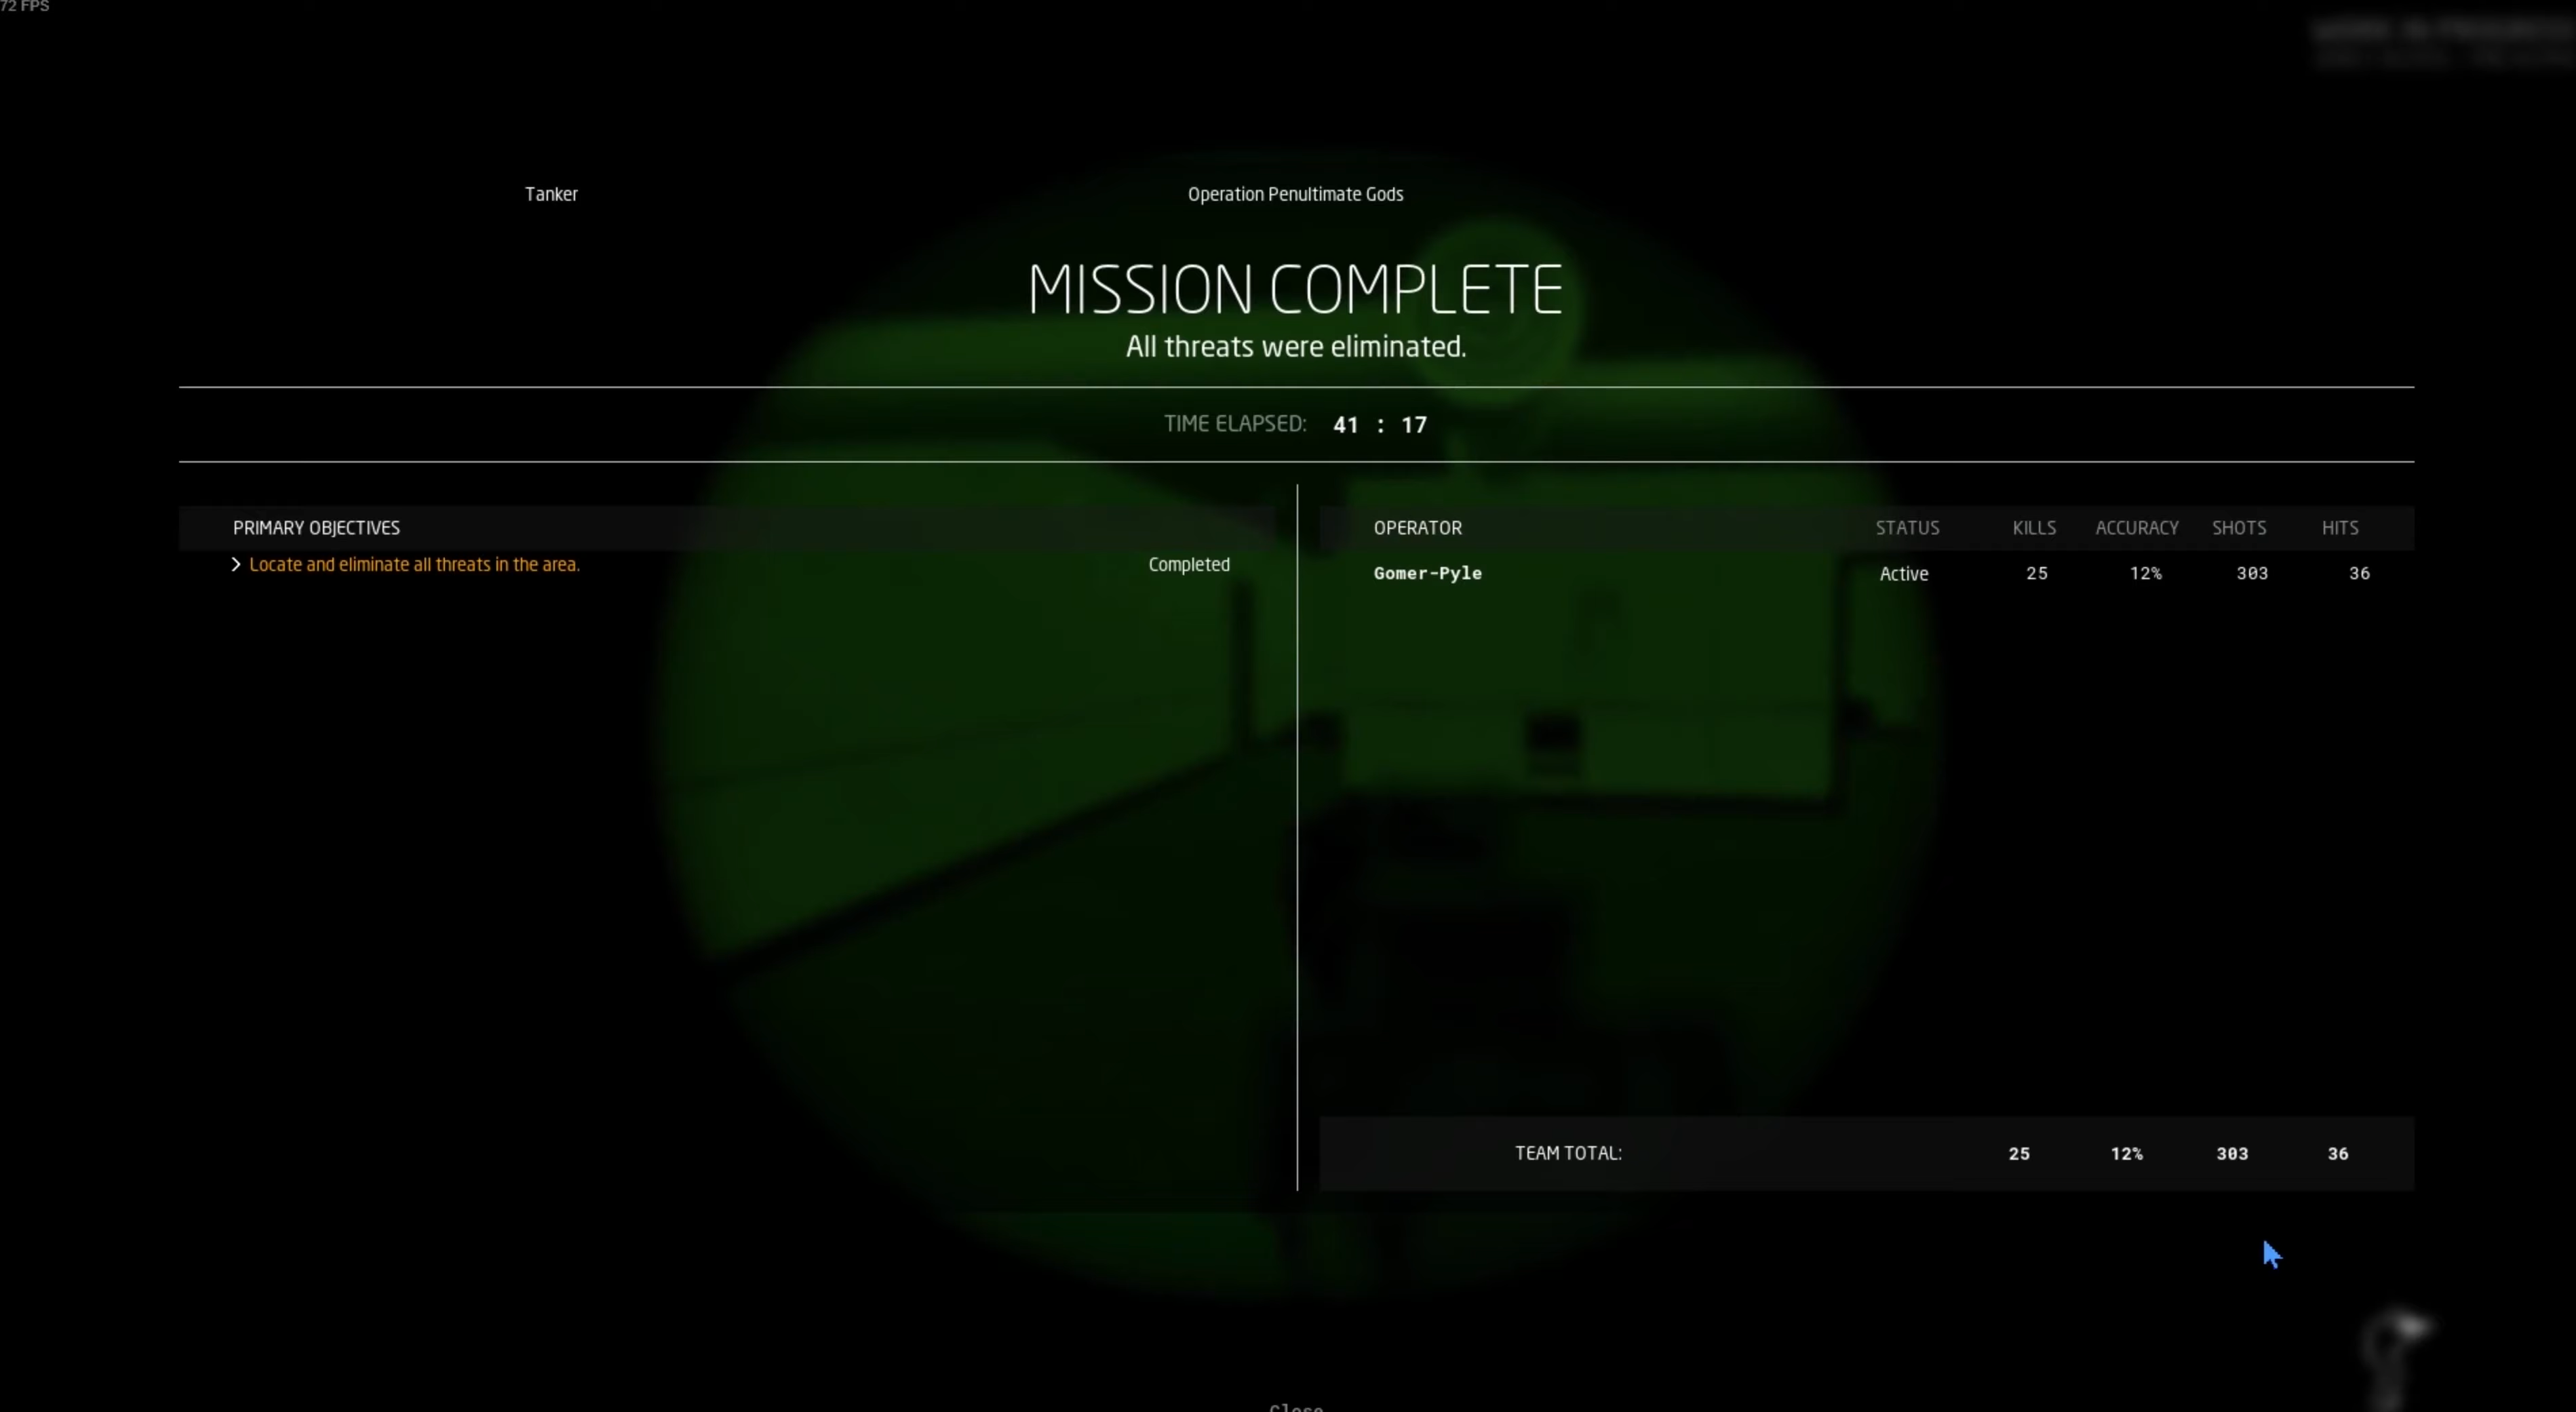 72 FPS
Tanker
Operation Penultimate Gods
MISSION COMPLETE
All threats were eliminated.
TIME ELAPSED: 41 : 17
PRIMARY OBJECTIVES
> Locate and eliminate all threats in the area. Completed
OPERATOR STATUS KILLS ACCURACY SHOTS HITS
Gomer-Pyle Active 25 12% 303 36
TEAM TOTAL: 25 12% 303 36
Close